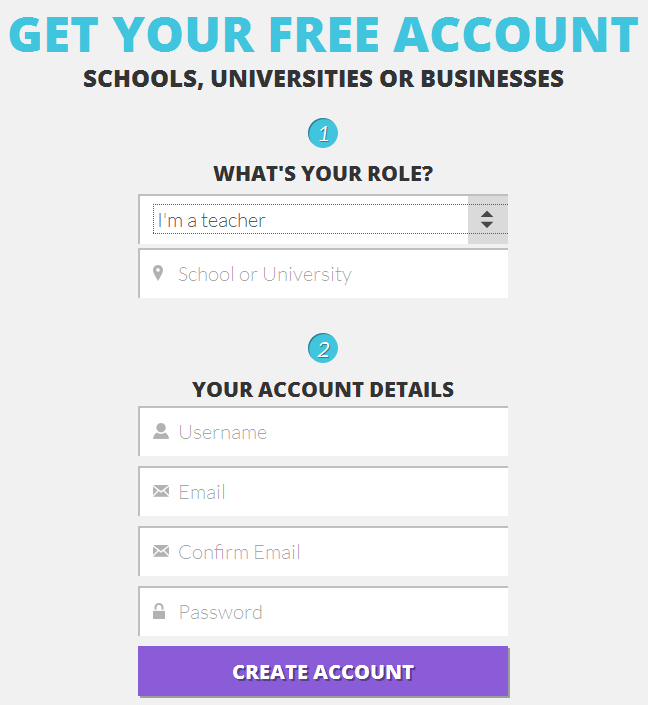 GET YOUR FREE ACCOUNT
SCHOOLS, UNIVERSITIES OR BUSINESSES
1
WHAT'S YOUR ROLE?
I'm a teacher
School or University
2
YOUR ACCOUNT DETAILS
Username
Email
Confirm Email
Password
CREATE ACCOUNT